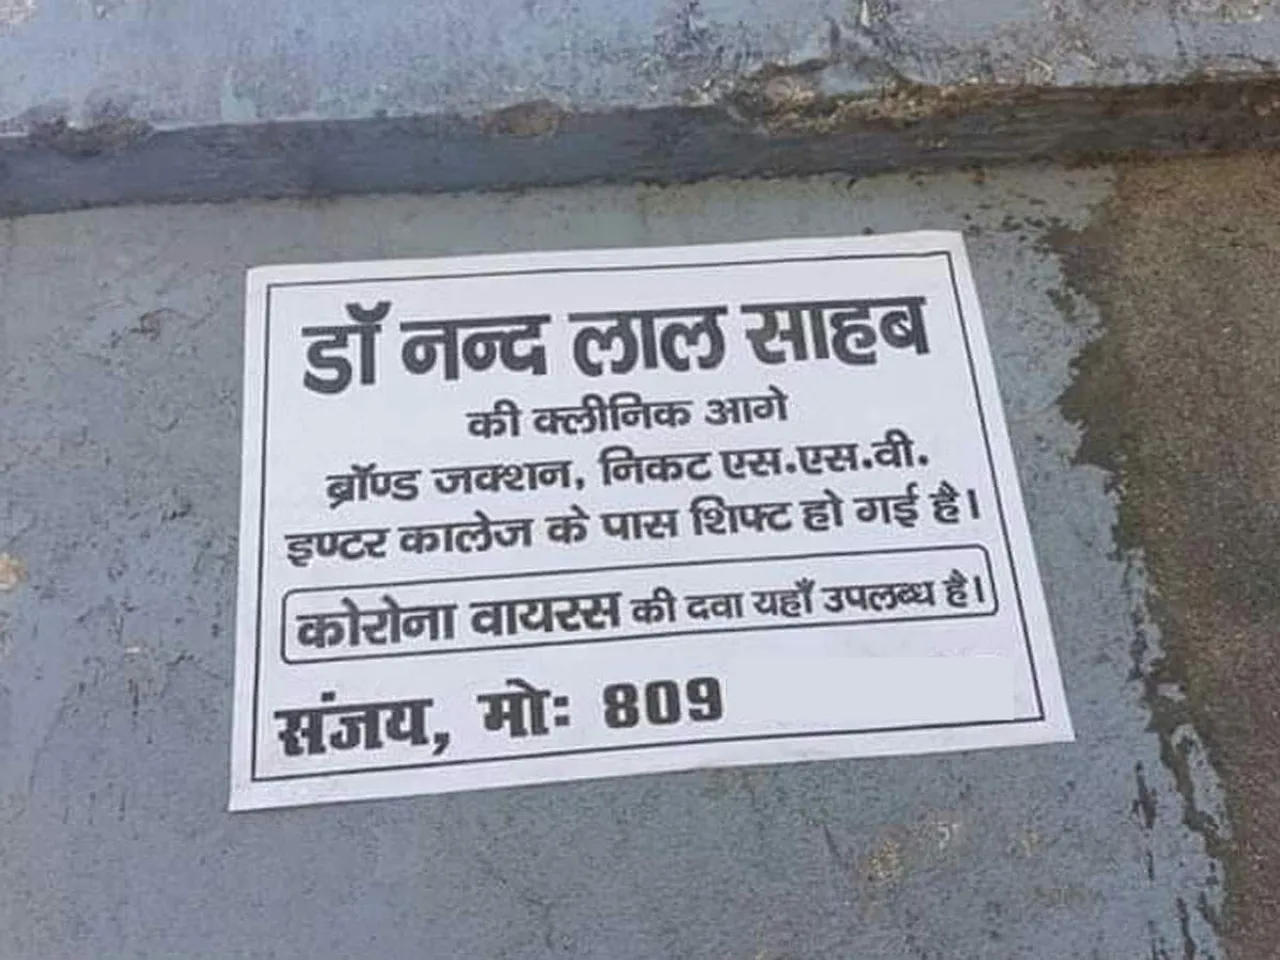 डॉ नन्द लाल साहब
की क्लीनिक आगे
ब्रॉण्ड जक्शन, निकट एस.एस.वी.
इण्टर कालेज के पास शिफ्ट हो गई है।
कोरोना वायरस की दवा यहाँ उपलब्ध है।
संजय, मो: 809